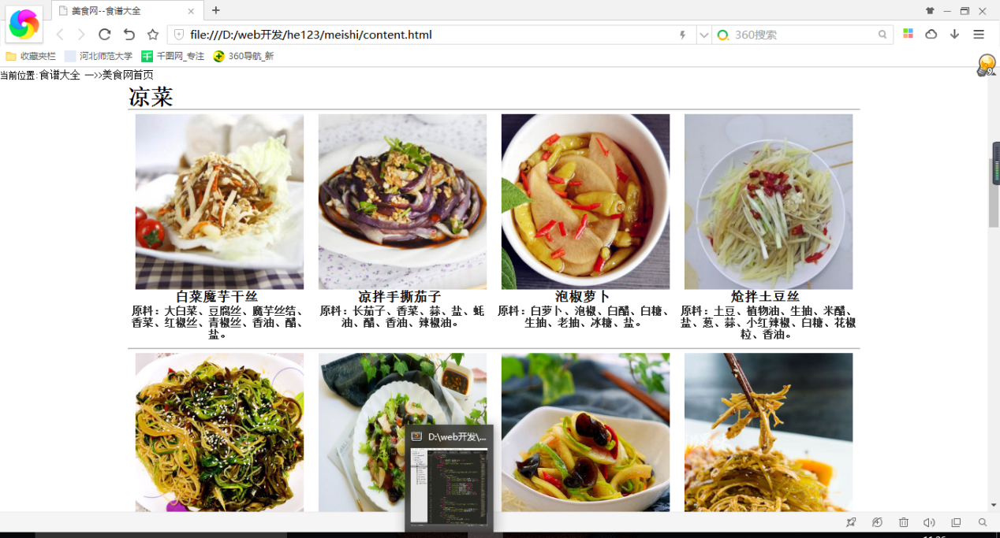 美食网--食谱大全
file:///D:/web开发/he123/meishi/content.html
360搜索
收藏夹栏 河北师范大学 千图网_专注 360导航_新
当前位置:食谱大全 一>>美食网首页
凉菜
白菜魔芋干丝
原料：大白菜、豆腐丝、魔芋丝结、
香菜、红椒丝、青椒丝、香油、醋、
盐。
凉拌手撕茄子
原料：长茄子、香菜、蒜、盐、蚝
油、醋、香油、辣椒油。
泡椒萝卜
原料：白萝卜、泡椒、白醋、白糖、
生抽、老抽、冰糖、盐。
炝拌土豆丝
原料：土豆、植物油、生抽、米醋、
盐、葱、蒜、小红辣椒、白糖、花椒
粒、香油。
D:\web开发\...